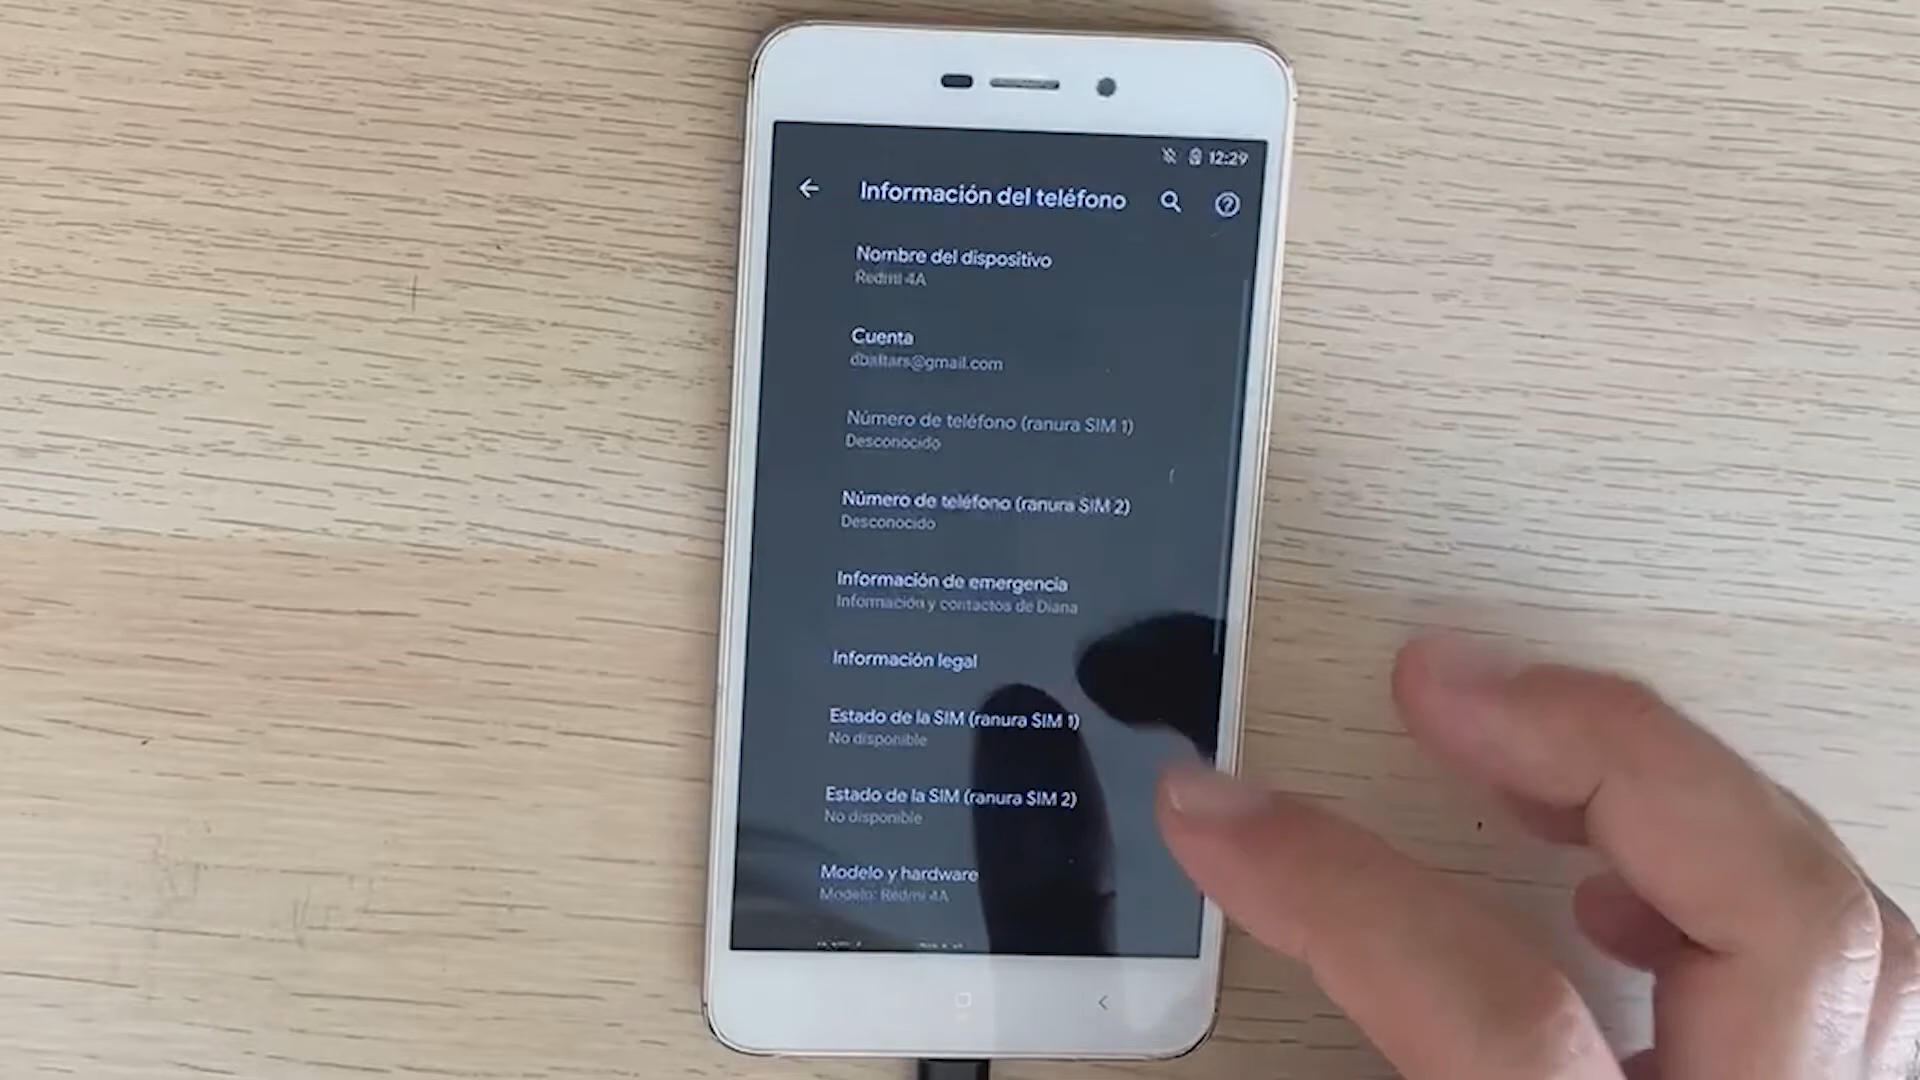 12:29
Información del teléfono
Nombre del dispositivo
Redmi 4A
Cuenta
dbaltars@gmail.com
Número de teléfono (ranura SIM 1)
Desconocido
Número de teléfono (ranura SIM 2)
Desconocido
Información de emergencia
Información y contactos de Diana
Información legal
Estado de la SIM (ranura SIM 1)
No disponible
Estado de la SIM (ranura SIM 2)
No disponible
Modelo y hardware
Modelo: Redmi 4A